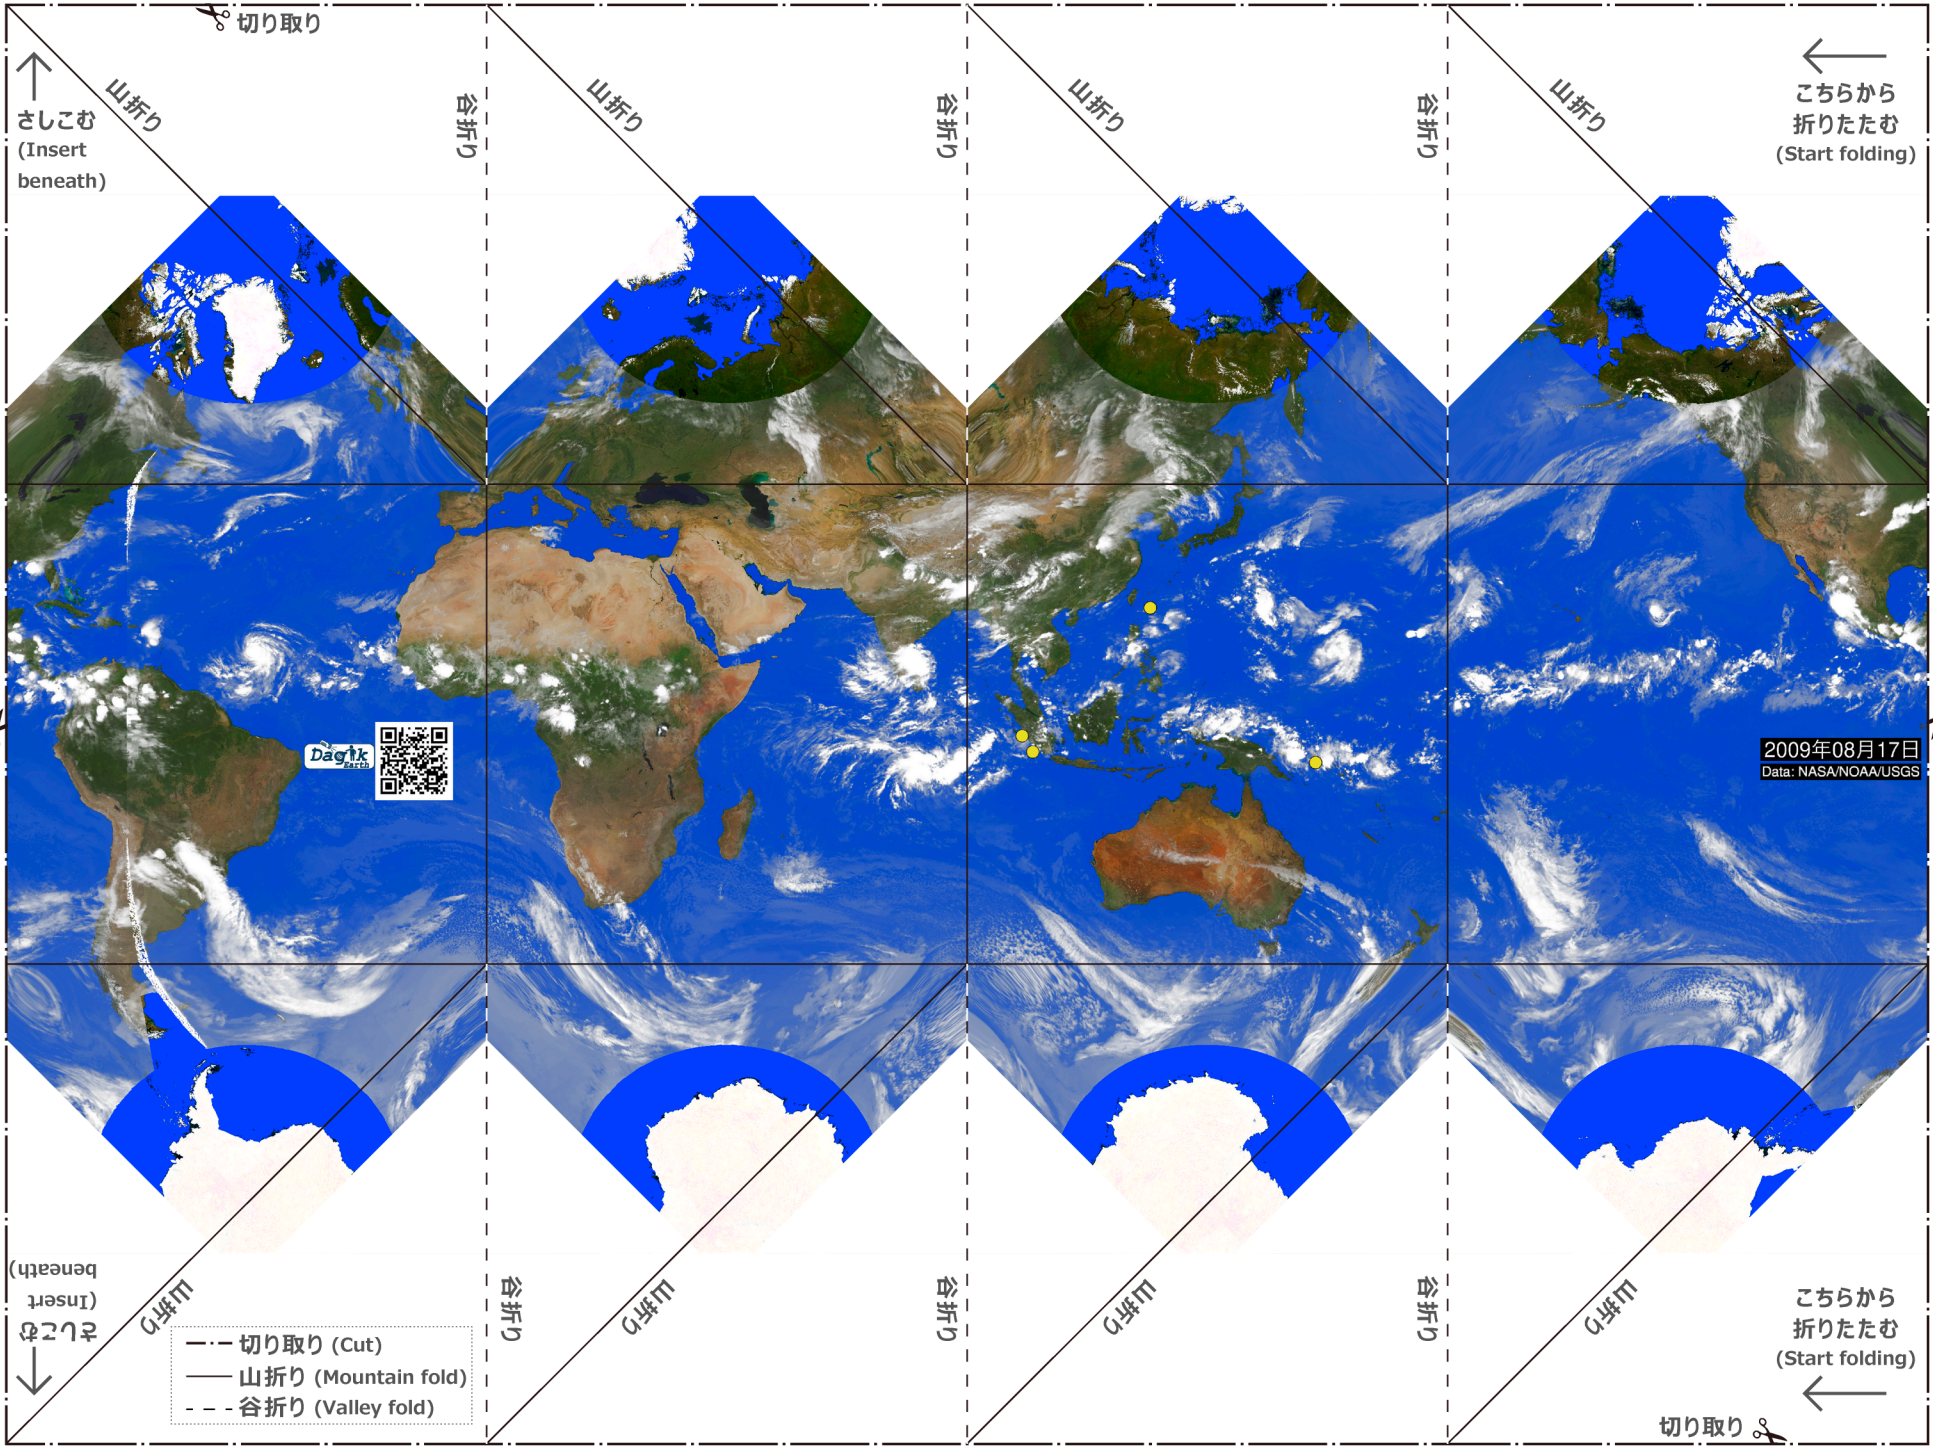 切り取り
山折り
谷折り
山折り
谷折り
山折り
谷折り
山折り
さしこむ
(Insert
beneath)
こちらから
折りたたむ
(Start folding)
Dagik
Earth
2009年08月17日
Data: NASA/NOAA/USGS
さしこむ
(Insert
beneath)
山折り
谷折り
山折り
谷折り
山折り
谷折り
山折り
こちらから
折りたたむ
(Start folding)
切り取り (Cut)
山折り (Mountain fold)
谷折り (Valley fold)
切り取り